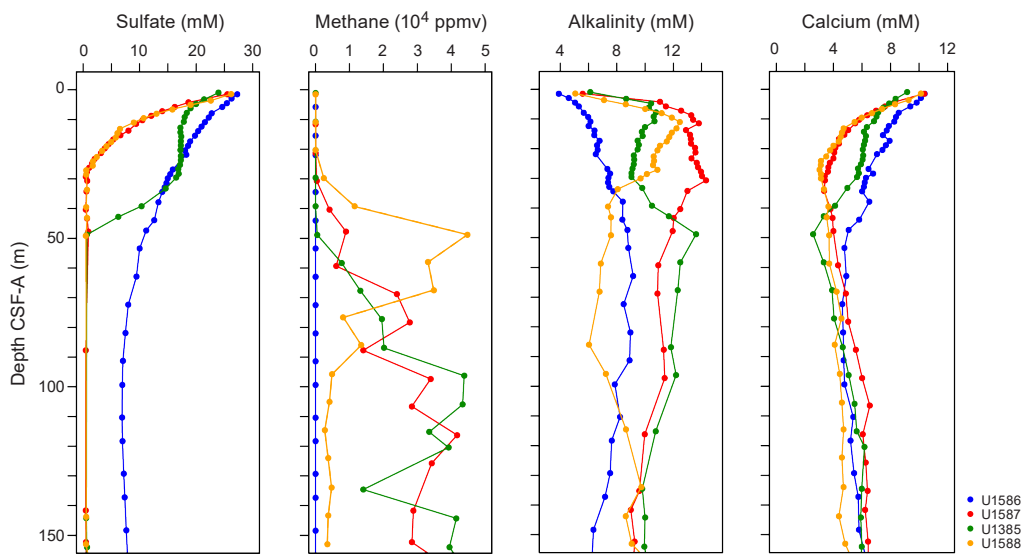 Sulfate (mM) Methane (10⁴ ppmv) Alkalinity (mM) Calcium (mM)
0 10 20 30 0 1 2 3 4 5 4 8 12 0 4 8 12
0
50
100
150
Depth CSF-A (m)
U1586
U1587
U1385
U1588